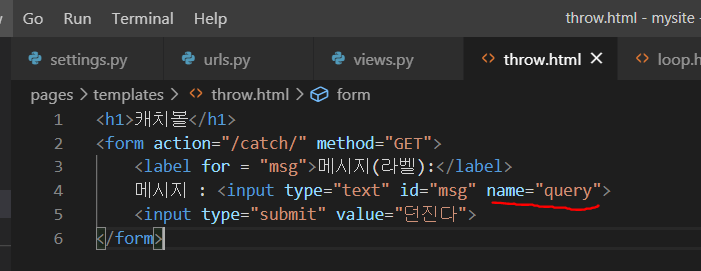 Go Run Terminal Help throw.html - mysite -
settings.py urls.py views.py throw.html loop.h
pages > templates > throw.html > form
1 <h1>캐치볼</h1>
2 <form action="/catch/" method="GET">
3 <label for = "msg">메시지(라벨):</label>
4 메시지 : <input type="text" id="msg" name="query">
5 <input type="submit" value="던진다">
6 </form>